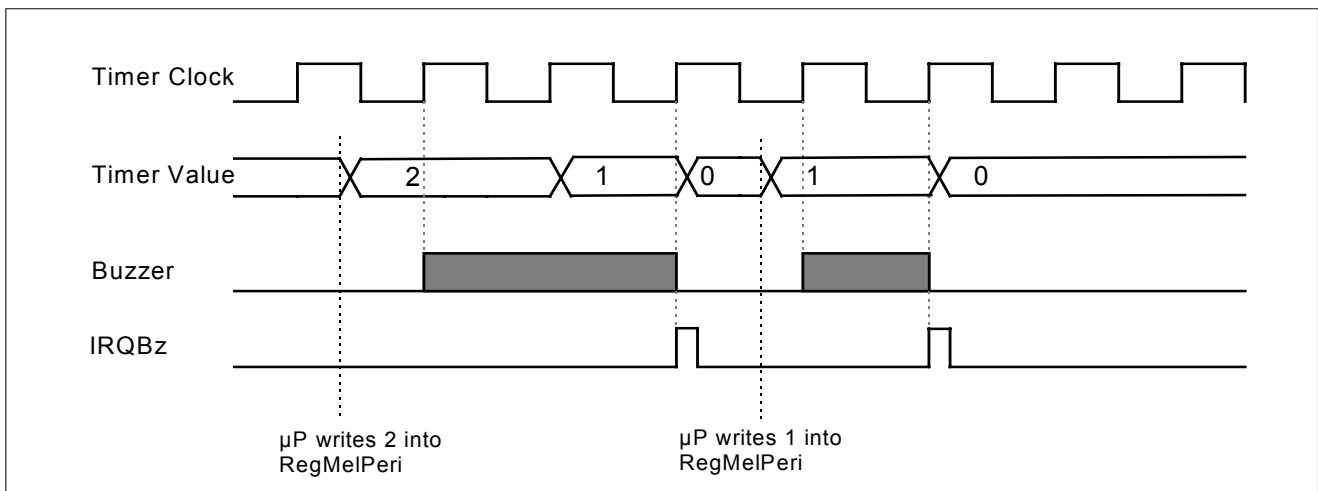 Timer Clock
Timer Value
2
1
0
1
0
Buzzer
IRQBz
µP writes 2 into
RegMelPeri
µP writes 1 into
RegMelPeri